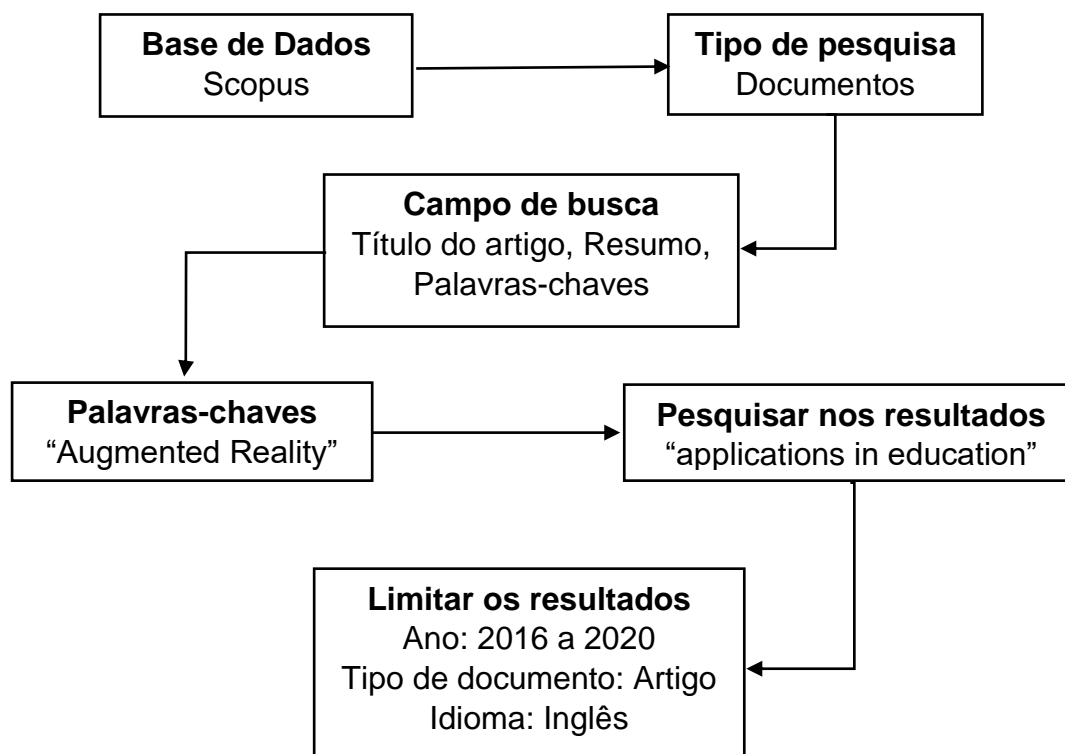 Base de Dados
Scopus
Tipo de pesquisa
Documentos
Campo de busca
Título do artigo, Resumo,
Palavras-chaves
Palavras-chaves
“Augmented Reality”
Pesquisar nos resultados
“applications in education”
Limitar os resultados
Ano: 2016 a 2020
Tipo de documento: Artigo
Idioma: Inglês